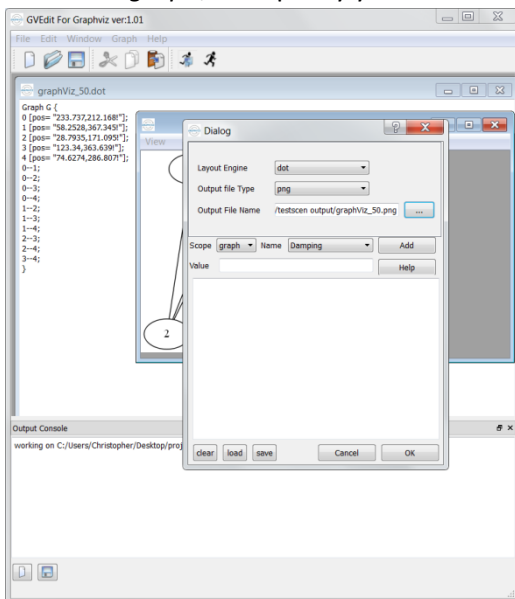 GVEdit For Graphviz ver:1.01
File Edit Window Graph Help
graphViz_50.dot
Graph G {
0 [pos= "233.737,212.168!"];
1 [pos= "58.2528,367.345!"];
2 [pos= "28.7935,171.095!"];
3 [pos= "123.34,363.639!"];
4 [pos= "74.6274,286.807!"];
0--1;
0--2;
0--3;
0--4;
1--2;
1--3;
1--4;
2--3;
2--4;
3--4;
}
View
2
Dialog
Layout Engine dot
Output file Type png
Output File Name /testscen output/graphViz_50.png ...
Scope graph Name Damping Add
Value Help
clear load save Cancel OK
Output Console
working on C:/Users/Christopher/Desktop/proj